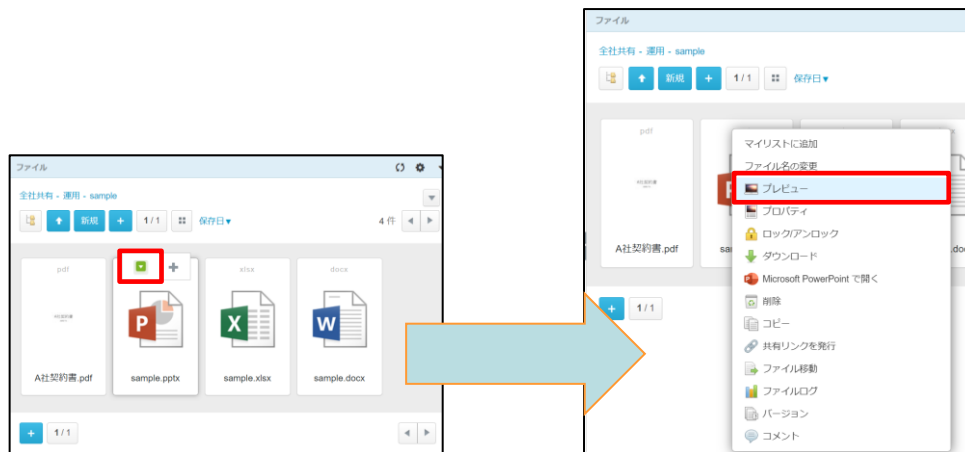 ファイル
全社共有 - 運用 - sample
新規 + 1 / 1 保存日▼ 4 件
pdf xlsx docx
A社契約書.pdf sample.pptx sample.xlsx sample.docx
+ 1 / 1
ファイル
全社共有 - 運用 - sample
新規 + 1 / 1 保存日▼
pdf
A社契約書.pdf
+ 1 / 1
マイリストに追加
ファイル名の変更
プレビュー
プロパティ
ロック/アンロック
ダウンロード
Microsoft PowerPoint で開く
削除
コピー
共有リンクを発行
ファイル移動
ファイルログ
バージョン
コメント